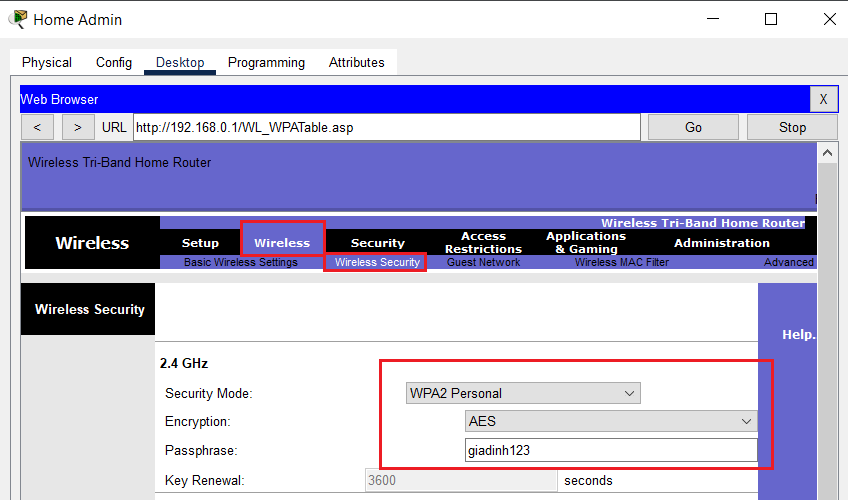 Home Admin
Physical Config Desktop Programming Attributes
Web Browser X
< > URL http://192.168.0.1/WL_WPATable.asp Go Stop
Wireless Tri-Band Home Router
Wireless Tri-Band Home Router
Wireless Setup Wireless Security Access Restrictions Applications & Gaming Administration
Basic Wireless Settings Wireless Security Guest Network Wireless MAC Filter Advanced
Wireless Security
Help.
2.4 GHz
Security Mode: WPA2 Personal
Encryption: AES
Passphrase: giadinh123
Key Renewal: 3600 seconds